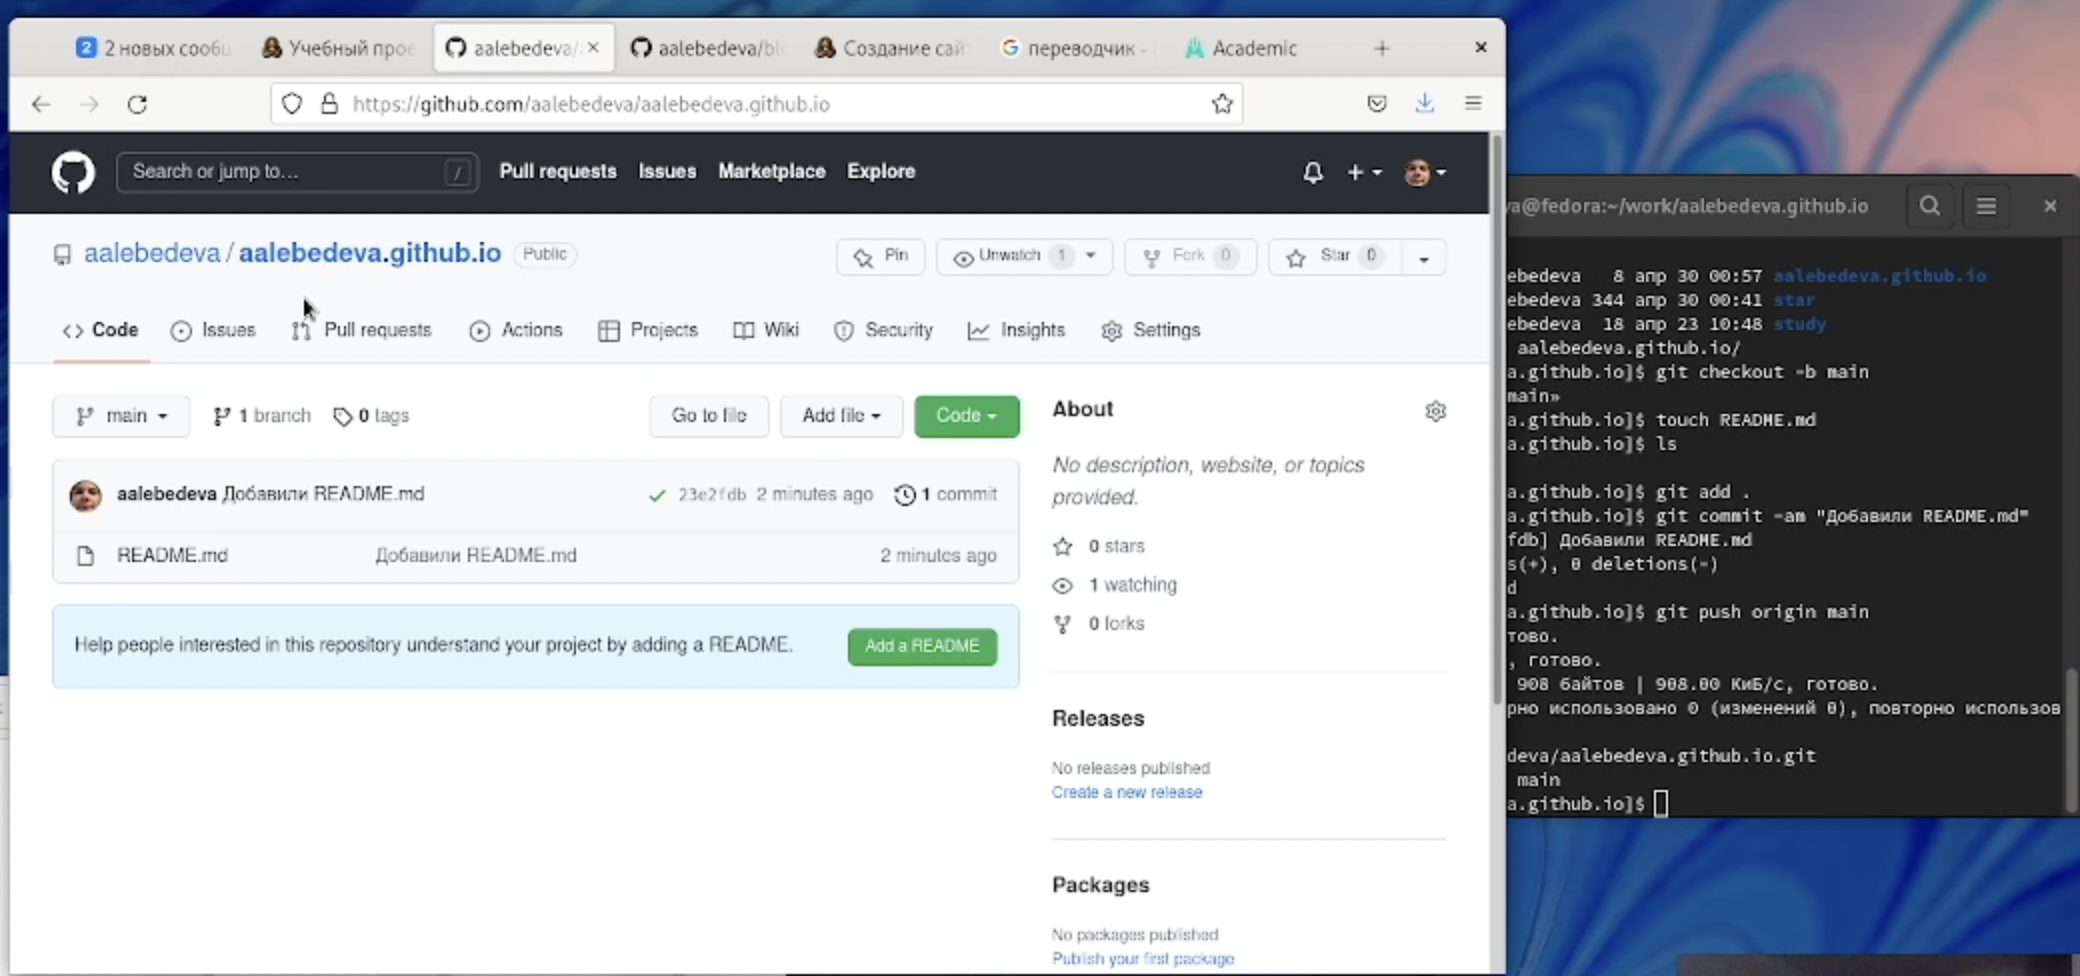 2 2 новых сооб
Учебный прое
aalebedeva/
aalebedeva/bl
Создание сай
переводчик -
Academic
https://github.com/aalebedeva/aalebedeva.github.io
Search or jump to... /
Pull requests Issues Marketplace Explore
aalebedeva / aalebedeva.github.io Public
Pin Unwatch 1 Fork 0 Star 0
Code Issues Pull requests Actions Projects Wiki Security Insights Settings
main 1 branch 0 tags Go to file Add file Code
aalebedeva Добавили README.md 23e2fdb 2 minutes ago 1 commit
README.md Добавили README.md 2 minutes ago
Help people interested in this repository understand your project by adding a README. Add a README
About
No description, website, or topics
provided.
0 stars
1 watching
0 forks
Releases
No releases published
Create a new release
Packages
No packages published
Publish your first package
va@fedora:~/work/aalebedeva.github.io
ebedeva 8 апр 30 00:57 aalebedeva.github.io
ebedeva 344 апр 30 00:41 star
ebedeva 18 апр 23 10:48 study
aalebedeva.github.io/
a.github.io]$ git checkout -b main
main»
a.github.io]$ touch README.md
a.github.io]$ ls
a.github.io]$ git add .
a.github.io]$ git commit -am "Добавили README.md"
fdb] Добавили README.md
s(+), 0 deletions(-)
d
a.github.io]$ git push origin main
тово.
, готово.
908 байтов | 908.00 КиБ/с, готово.
рно использовано 0 (изменений 0), повторно использов
deva/aalebedeva.github.io.git
main
a.github.io]$